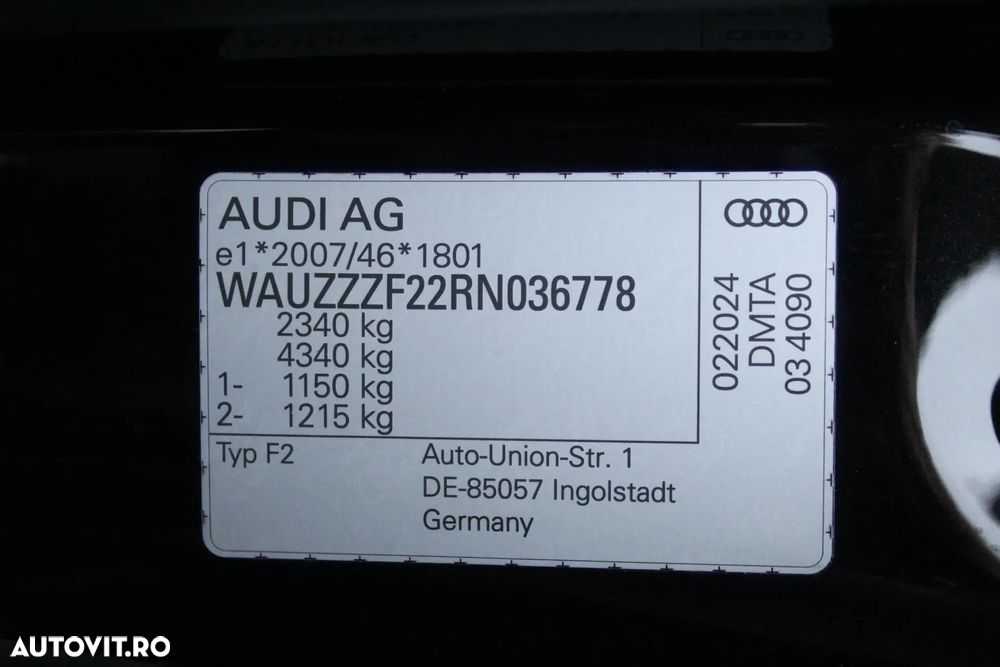 AUDI AG
e1*2007/46*1801
WAUZZZF22RN036778
2340 kg
4340 kg
1- 1150 kg
2- 1215 kg
Typ F2
Auto-Union-Str. 1
DE-85057 Ingolstadt
Germany
022024
DMTA
03 4090
AUTOVIT.RO